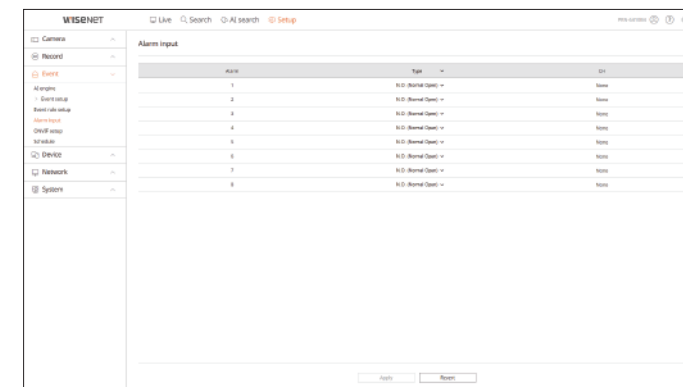 WISENET
Live Search AI search Setup
Camera
Alarm input
Record
Event
Alarm Type CH
AI engine
Event setup
Event rule setup
Alarm input
ONVIF setup
Schedule
1 N.O. (Normal Open) None
2 N.O. (Normal Open) None
3 N.O. (Normal Open) None
4 N.O. (Normal Open) None
5 N.O. (Normal Open) None
6 N.O. (Normal Open) None
7 N.O. (Normal Open) None
8 N.O. (Normal Open) None
Device
Network
System
Apply Revert